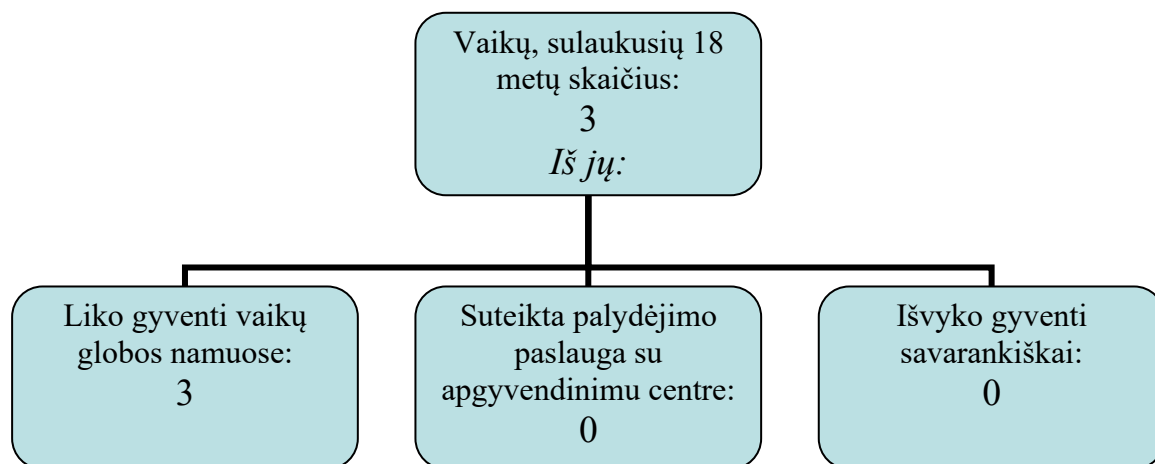 Vaikų, sulaukusių 18
metų skaičius:
3
Iš jų:
Liko gyventi vaikų
globos namuose:
3
Suteikta palydėjimo
paslauga su
apgyvendinimu centre:
0
Išvyko gyventi
savarankiškai:
0